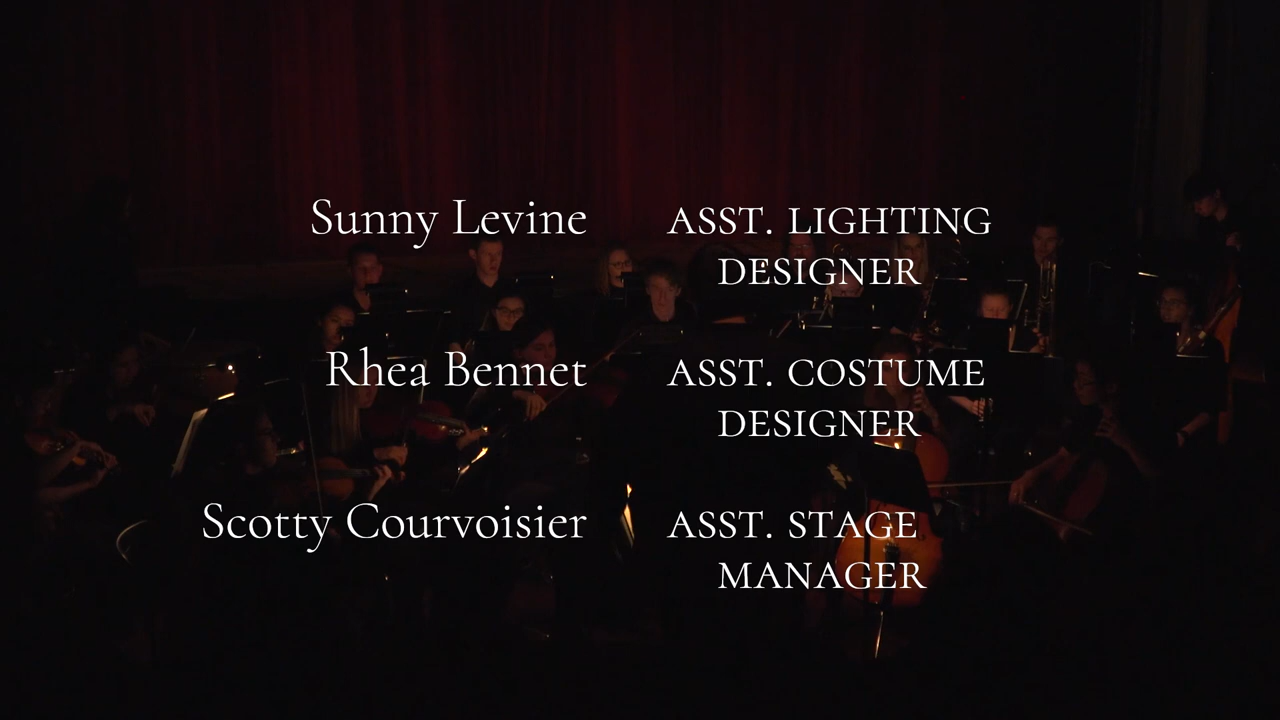 Sunny Levine ASST. LIGHTING
DESIGNER
Rhea Bennet ASST. COSTUME
DESIGNER
Scotty Courvoisier ASST. STAGE
MANAGER